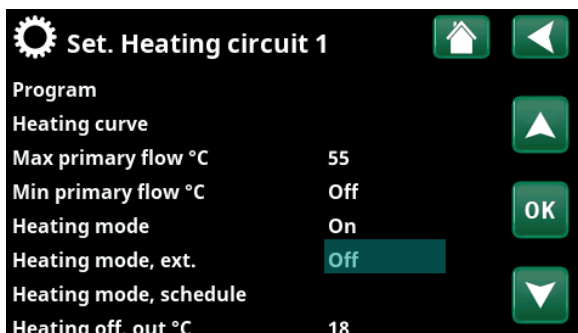 Set. Heating circuit 1
Program
Heating curve
Max primary flow °C 55
Min primary flow °C Off
Heating mode On
OK
Heating mode, ext. Off
Heating mode, schedule
Heating off, out °C 18